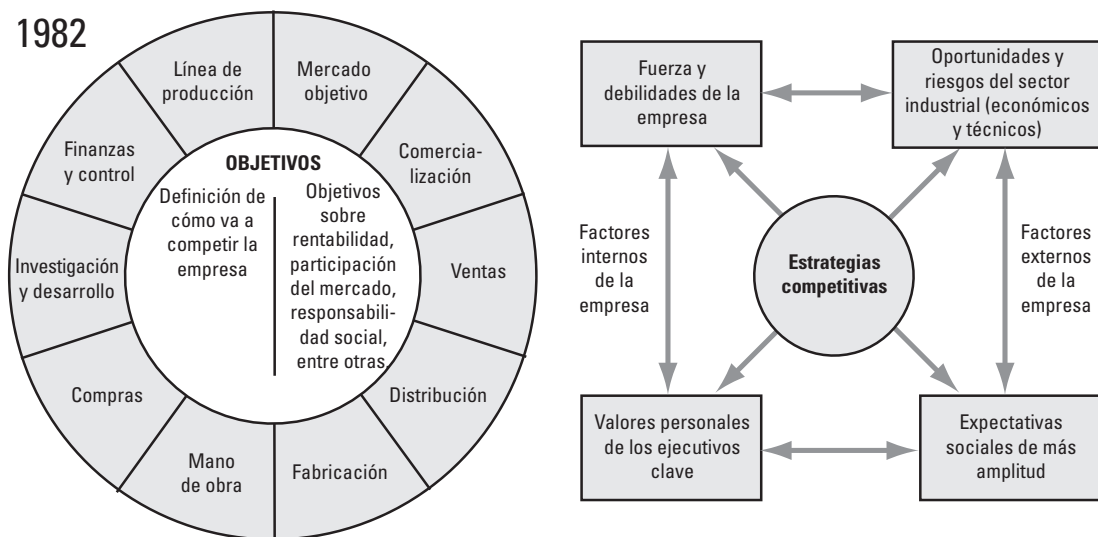 1982
Línea de
producción
Mercado
objetivo
Comercia-
lización
Ventas
Distribución
Fabricación
Mano
de obra
Compras
Investigación
y desarrollo
Finanzas
y control
OBJETIVOS
Definición de
cómo va a
competir la
empresa
Objetivos
sobre
rentabilidad,
participación
del mercado,
responsabili-
dad social,
entre otras.
Fuerza y
debilidades de la
empresa
Oportunidades y
riesgos del sector
industrial (económicos
y técnicos)
Factores
internos
de la
empresa
Estrategias
competitivas
Factores
externos
de la
empresa
Valores personales
de los ejecutivos
clave
Expectativas
sociales de más
amplitud